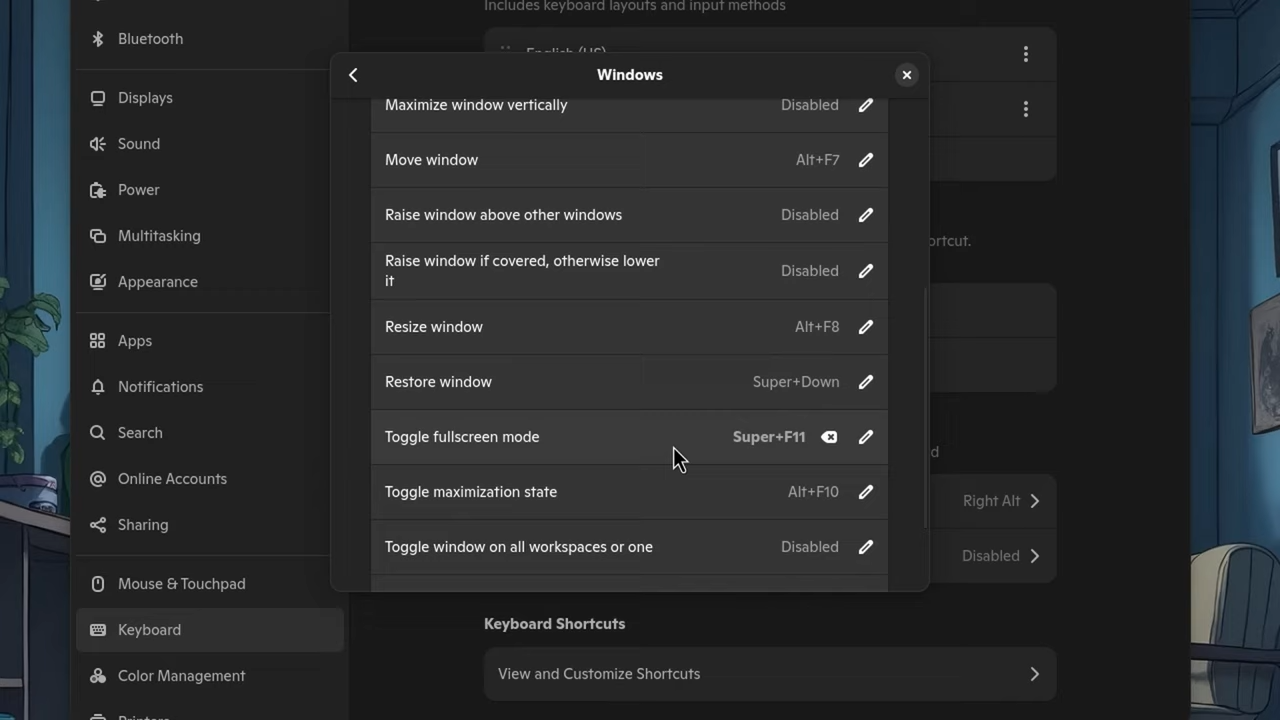 Includes keyboard layouts and input methods
Bluetooth
English (US)
Windows
Displays
Maximize window vertically Disabled
Sound
Move window Alt+F7
Power
Raise window above other windows Disabled
Multitasking
ortcut.
Raise window if covered, otherwise lower
it
Disabled
Appearance
Resize window Alt+F8
Apps
Restore window Super+Down
Notifications
Toggle fullscreen mode Super+F11
Search
d
Online Accounts
Toggle maximization state Alt+F10
Right Alt
Sharing
Toggle window on all workspaces or one Disabled
Disabled
Mouse & Touchpad
Keyboard
Keyboard Shortcuts
Color Management
View and Customize Shortcuts
Printers